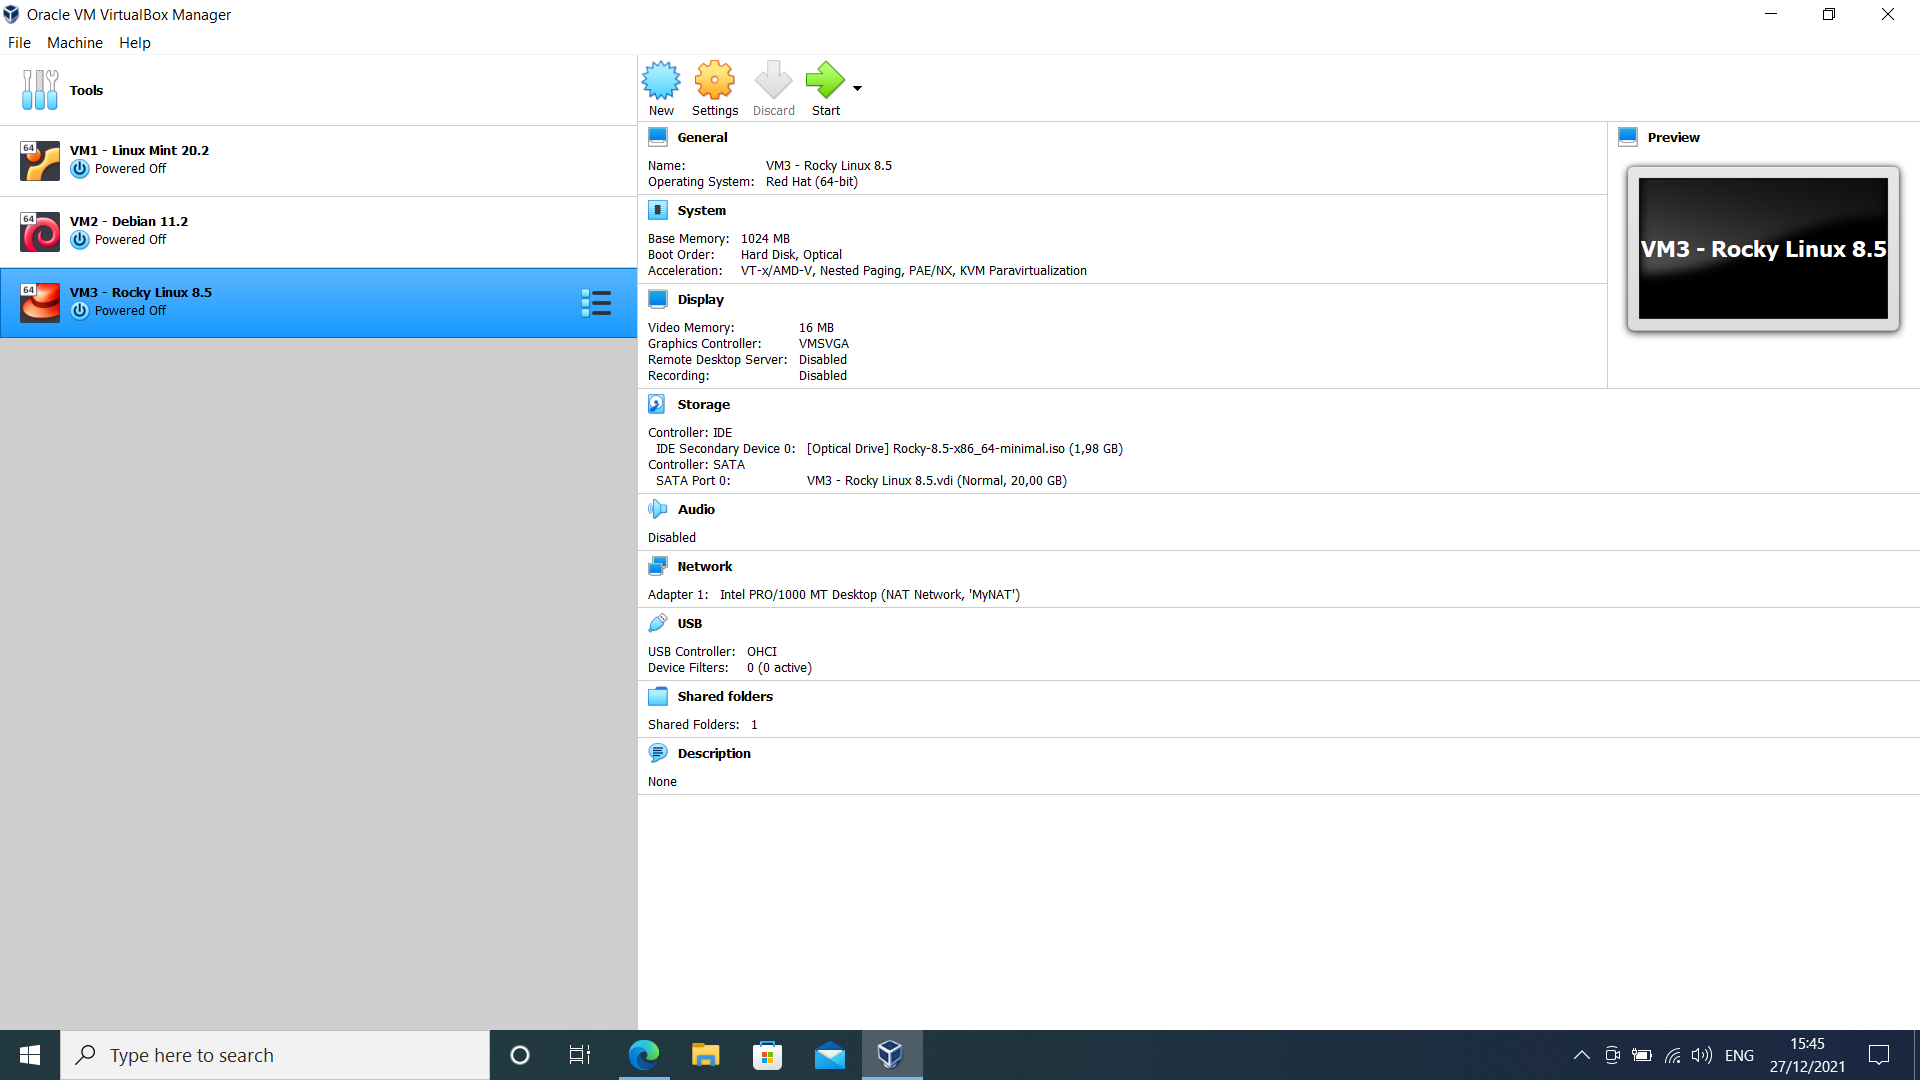 Oracle VM VirtualBox Manager
File Machine Help
Tools
64
VM1 - Linux Mint 20.2
Powered Off
64
VM2 - Debian 11.2
Powered Off
64
VM3 - Rocky Linux 8.5
Powered Off
New Settings Discard Start
General
Name: VM3 - Rocky Linux 8.5
Operating System: Red Hat (64-bit)
System
Base Memory: 1024 MB
Boot Order: Hard Disk, Optical
Acceleration: VT-x/AMD-V, Nested Paging, PAE/NX, KVM Paravirtualization
Display
Video Memory: 16 MB
Graphics Controller: VMSVGA
Remote Desktop Server: Disabled
Recording: Disabled
Preview
VM3 - Rocky Linux 8.5
Storage
Controller: IDE
IDE Secondary Device 0: [Optical Drive] Rocky-8.5-x86_64-minimal.iso (1,98 GB)
Controller: SATA
SATA Port 0: VM3 - Rocky Linux 8.5.vdi (Normal, 20,00 GB)
Audio
Disabled
Network
Adapter 1: Intel PRO/1000 MT Desktop (NAT Network, 'MyNAT')
USB
USB Controller: OHCI
Device Filters: 0 (0 active)
Shared folders
Shared Folders: 1
Description
None
Type here to search
ENG
15:45
27/12/2021